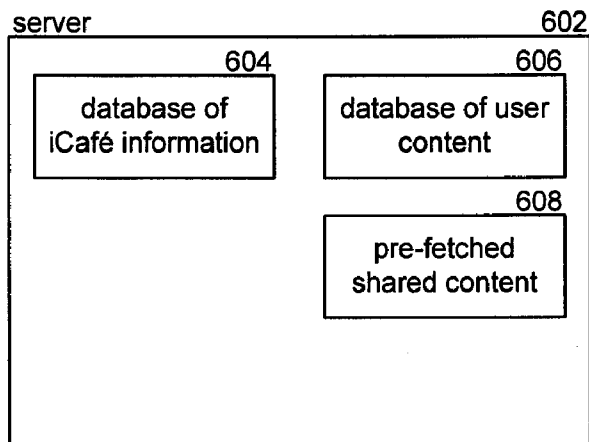 server 602
604
database of
iCafé information
606
database of user
content
608
pre-fetched
shared content